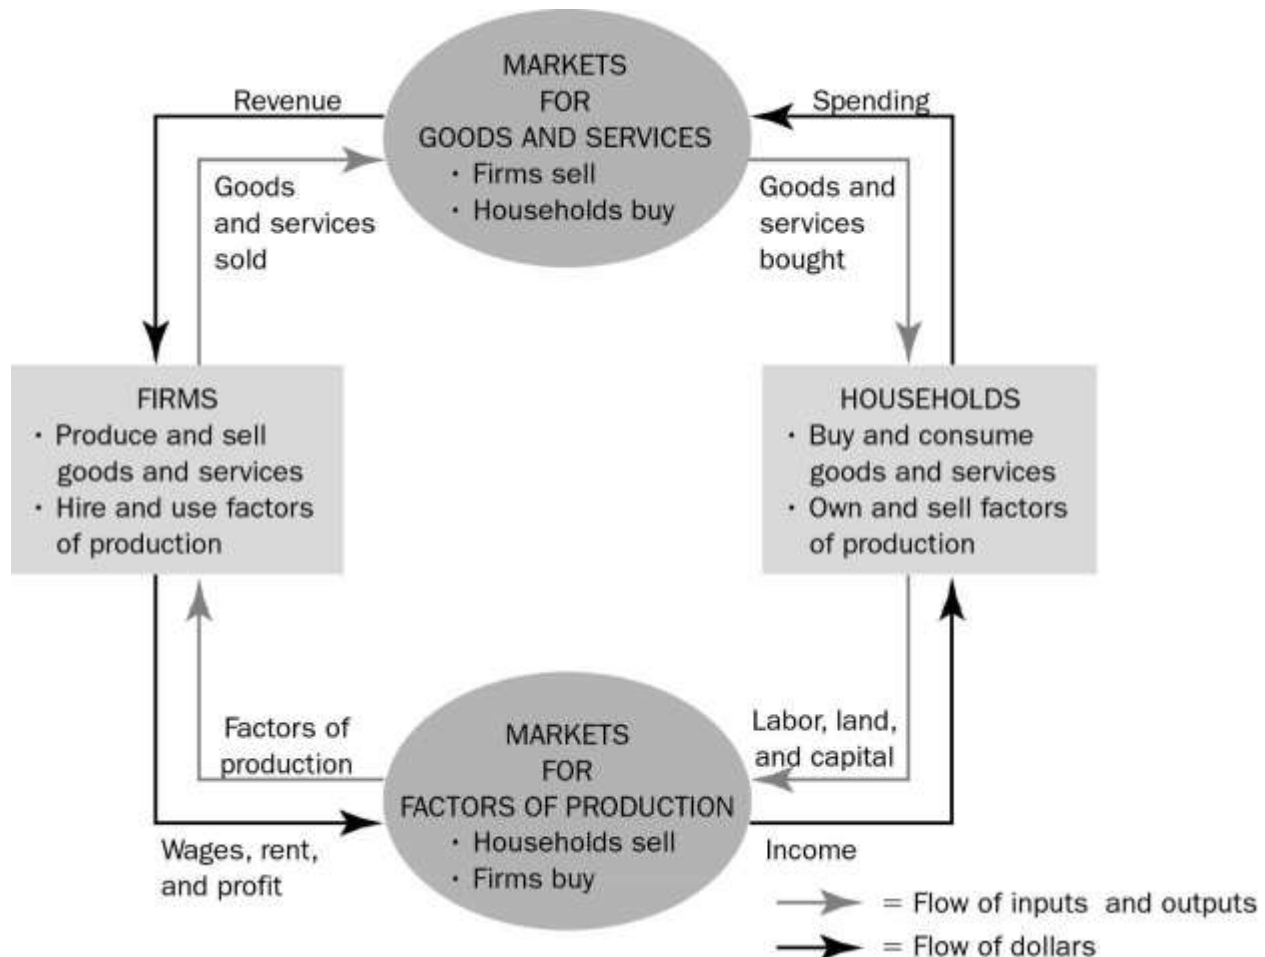 MARKETS
FOR
GOODS AND SERVICES
· Firms sell
· Households buy
Revenue
Spending
Goods
and services
sold
Goods and
services
bought
FIRMS
· Produce and sell
goods and services
· Hire and use factors
of production
HOUSEHOLDS
· Buy and consume
goods and services
· Own and sell factors
of production
Factors of
production
MARKETS
FOR
FACTORS OF PRODUCTION
· Households sell
· Firms buy
Labor, land,
and capital
Wages, rent,
and profit
Income
= Flow of inputs and outputs
= Flow of dollars